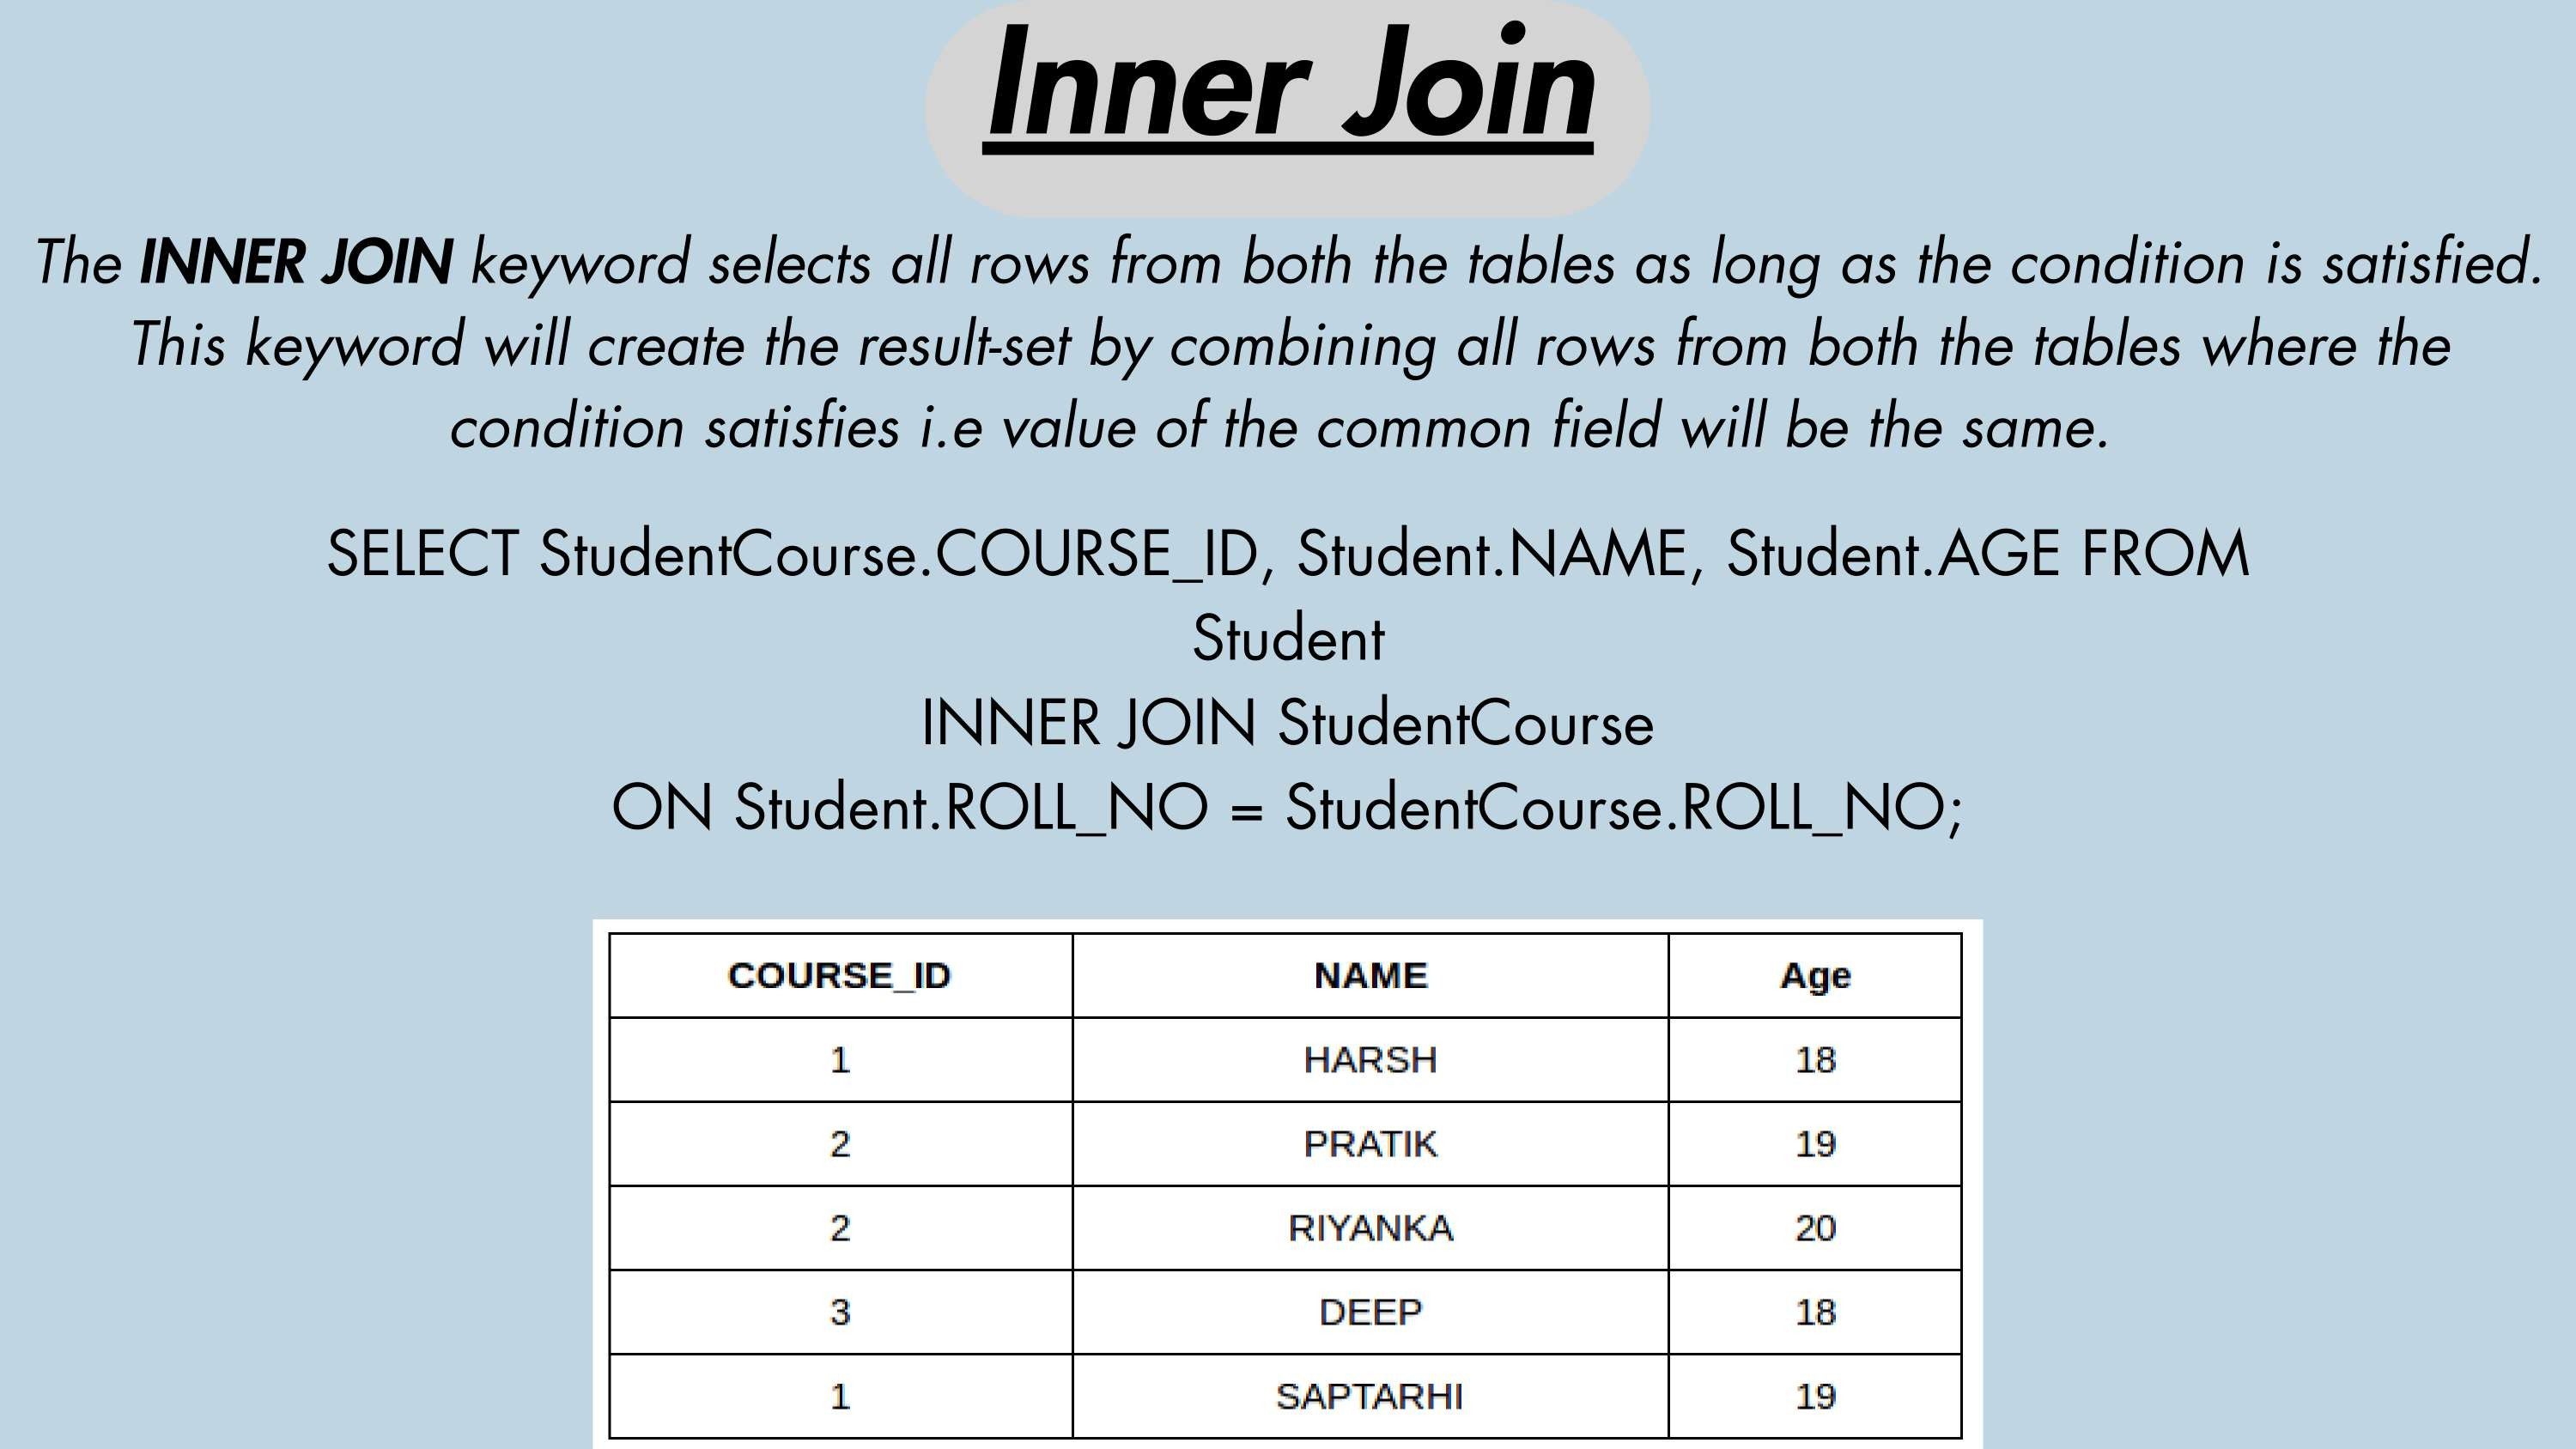 Inner Join
The INNER JOIN keyword selects all rows from both the tables as long as the condition is satisfied.
This keyword will create the result-set by combining all rows from both the tables where the
condition satisfies i.e value of the common field will be the same.
SELECT StudentCourse.COURSE_ID, Student.NAME, Student.AGE FROM
Student
INNER JOIN StudentCourse
ON Student.ROLL_NO = StudentCourse.ROLL_NO;
COURSE_ID NAME Age
1 HARSH 18
2 PRATIK 19
2 RIYANKA 20
3 DEEP 18
1 SAPTARHI 19